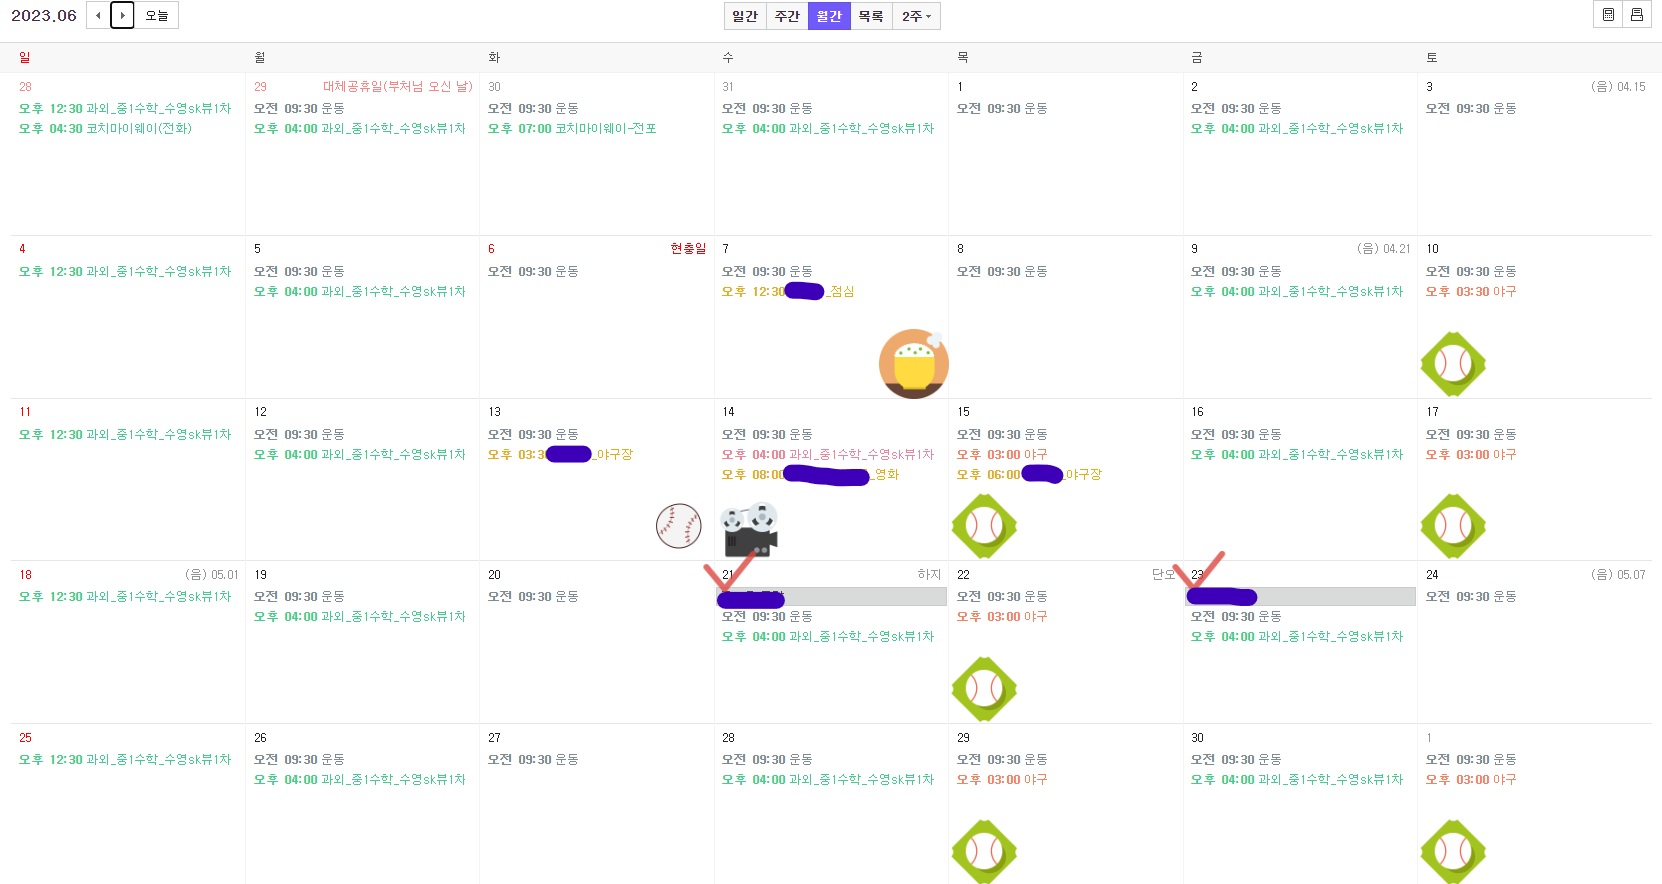 2023.06 오늘 일간 주간 월간 목록 2주
일 월 화 수 목 금 토
28
오후 12:30 과외_중1수학_수영sk뷰1차
오후 04:30 코치마이웨이(전화)
29 대체공휴일(부처님 오신 날)
오전 09:30 운동
오후 04:00 과외_중1수학_수영sk뷰1차
30
오전 09:30 운동
오후 07:00 코치마이웨이-전포
31
오전 09:30 운동
오후 04:00 과외_중1수학_수영sk뷰1차
1
오전 09:30 운동
2
오전 09:30 운동
오후 04:00 과외_중1수학_수영sk뷰1차
3 (음) 04.15
오전 09:30 운동
4
오후 12:30 과외_중1수학_수영sk뷰1차
5
오전 09:30 운동
오후 04:00 과외_중1수학_수영sk뷰1차
6 현충일
오전 09:30 운동
7
오전 09:30 운동
오후 12:30 _점심
8
오전 09:30 운동
9 (음) 04.21
오전 09:30 운동
오후 04:00 과외_중1수학_수영sk뷰1차
10
오전 09:30 운동
오후 03:30 야구
11
오후 12:30 과외_중1수학_수영sk뷰1차
12
오전 09:30 운동
오후 04:00 과외_중1수학_수영sk뷰1차
13
오전 09:30 운동
오후 03:3 _야구장
14
오전 09:30 운동
오후 04:00 과외_중1수학_수영sk뷰1차
오후 08:00 _영화
15
오전 09:30 운동
오후 03:00 야구
오후 06:00 _야구장
16
오전 09:30 운동
오후 04:00 과외_중1수학_수영sk뷰1차
17
오전 09:30 운동
오후 03:00 야구
18 (음) 05.01
오후 12:30 과외_중1수학_수영sk뷰1차
19
오전 09:30 운동
오후 04:00 과외_중1수학_수영sk뷰1차
20
오전 09:30 운동
21 하지
오전 09:30 운동
오후 04:00 과외_중1수학_수영sk뷰1차
22 단오
오전 09:30 운동
오후 03:00 야구
23
오전 09:30 운동
오후 04:00 과외_중1수학_수영sk뷰1차
24 (음) 05.07
오전 09:30 운동
25
오후 12:30 과외_중1수학_수영sk뷰1차
26
오전 09:30 운동
오후 04:00 과외_중1수학_수영sk뷰1차
27
오전 09:30 운동
28
오전 09:30 운동
오후 04:00 과외_중1수학_수영sk뷰1차
29
오전 09:30 운동
오후 03:00 야구
30
오전 09:30 운동
오후 04:00 과외_중1수학_수영sk뷰1차
1
오전 09:30 운동
오후 03:00 야구